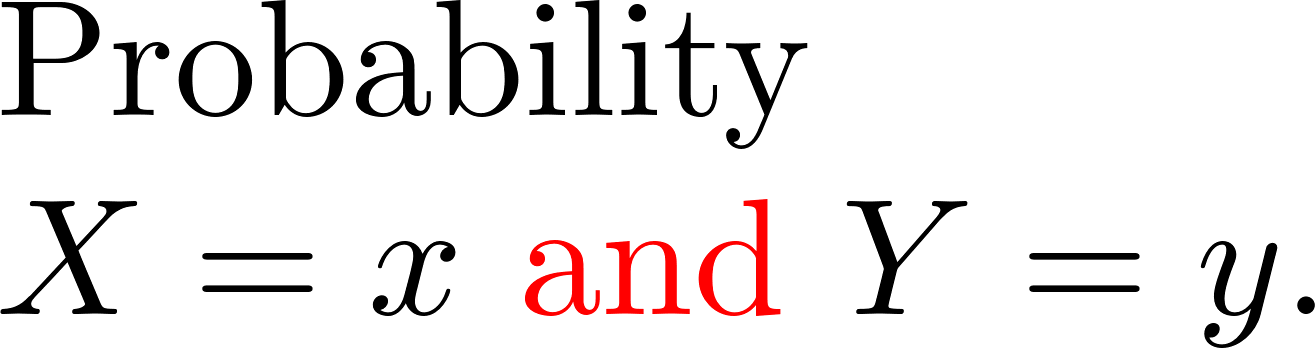 Probability
X = x and Y = y.